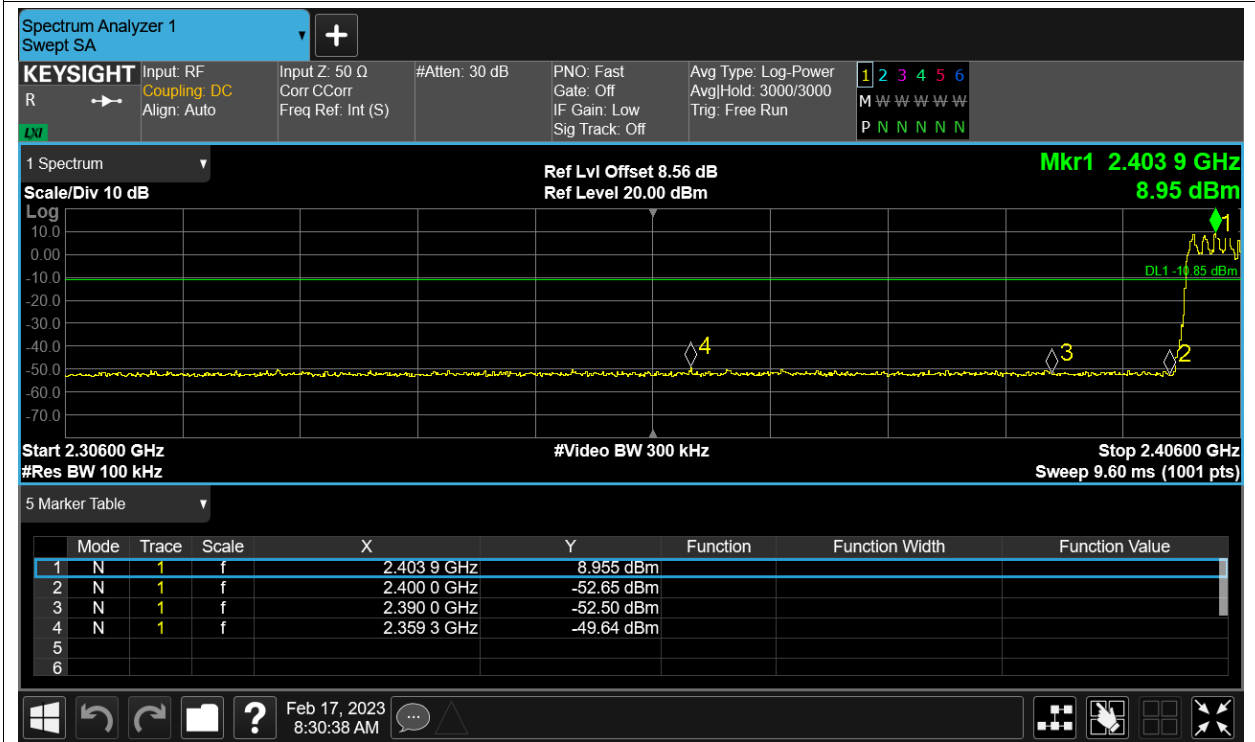 Spectrum Analyzer 1
Swept SA
KEYSIGHT Input: RF Input Z: 50 Ω #Atten: 30 dB PNO: Fast Avg Type: Log-Power 1 2 3 4 5 6
R Coupling: DC Corr CCorr Gate: Off Avg|Hold: 3000/3000 M W W W W W W
Align: Auto Freq Ref: Int (S) IF Gain: Low Trig: Free Run
LXI Sig Track: Off P N N N N N N
1 Spectrum Ref Lvl Offset 8.56 dB Mkr1 2.403 9 GHz
Scale/Div 10 dB Ref Level 20.00 dBm 8.95 dBm
Log
1
10.0
0.00
DL1 -10.85 dBm
-10.0
-20.0
-30.0
-40.0
4 3 2
-50.0
-60.0
-70.0
Start 2.30600 GHz #Video BW 300 kHz Stop 2.40600 GHz
#Res BW 100 kHz Sweep 9.60 ms (1001 pts)
5 Marker Table
Mode Trace Scale X Y Function Function Width Function Value
1 N 1 f 2.403 9 GHz 8.955 dBm
2 N 1 f 2.400 0 GHz -52.65 dBm
3 N 1 f 2.390 0 GHz -52.50 dBm
4 N 1 f 2.359 3 GHz -49.64 dBm
5
6
? Feb 17, 2023
8:30:38 AM